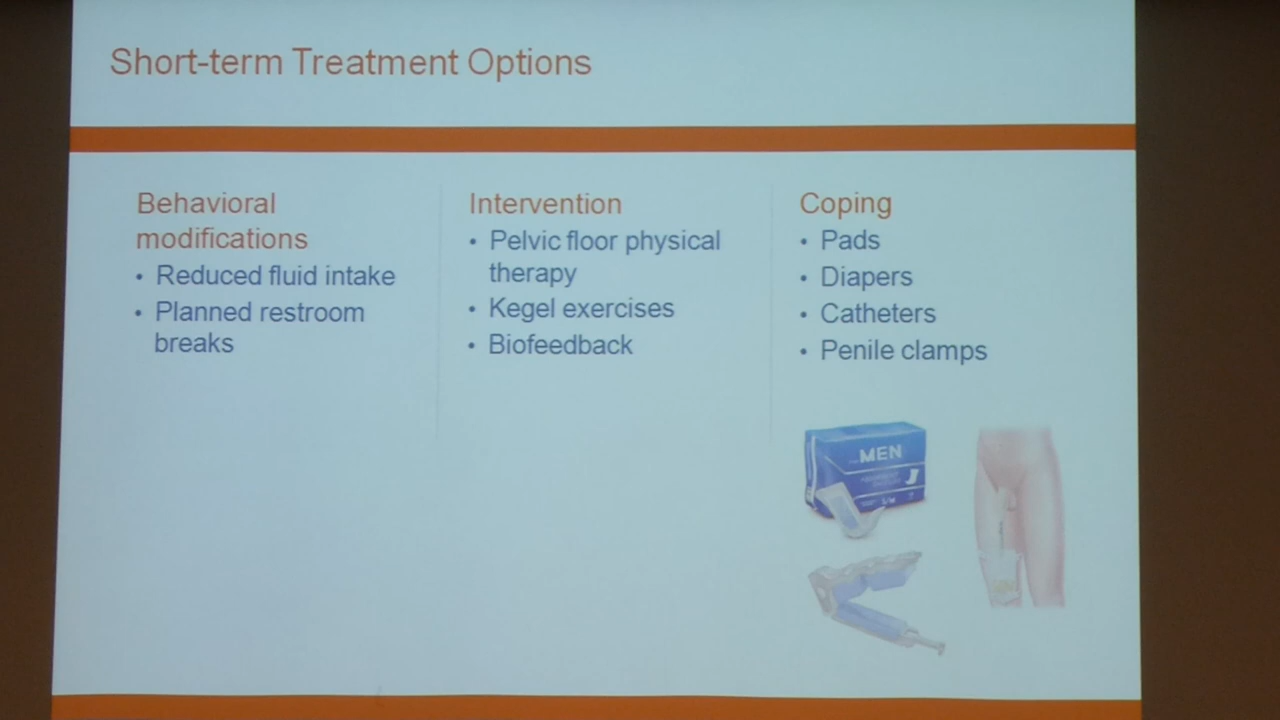 Short-term Treatment Options
Behavioral
modifications
• Reduced fluid intake
• Planned restroom
breaks
Intervention
• Pelvic floor physical
therapy
• Kegel exercises
• Biofeedback
Coping
• Pads
• Diapers
• Catheters
• Penile clamps
MEN